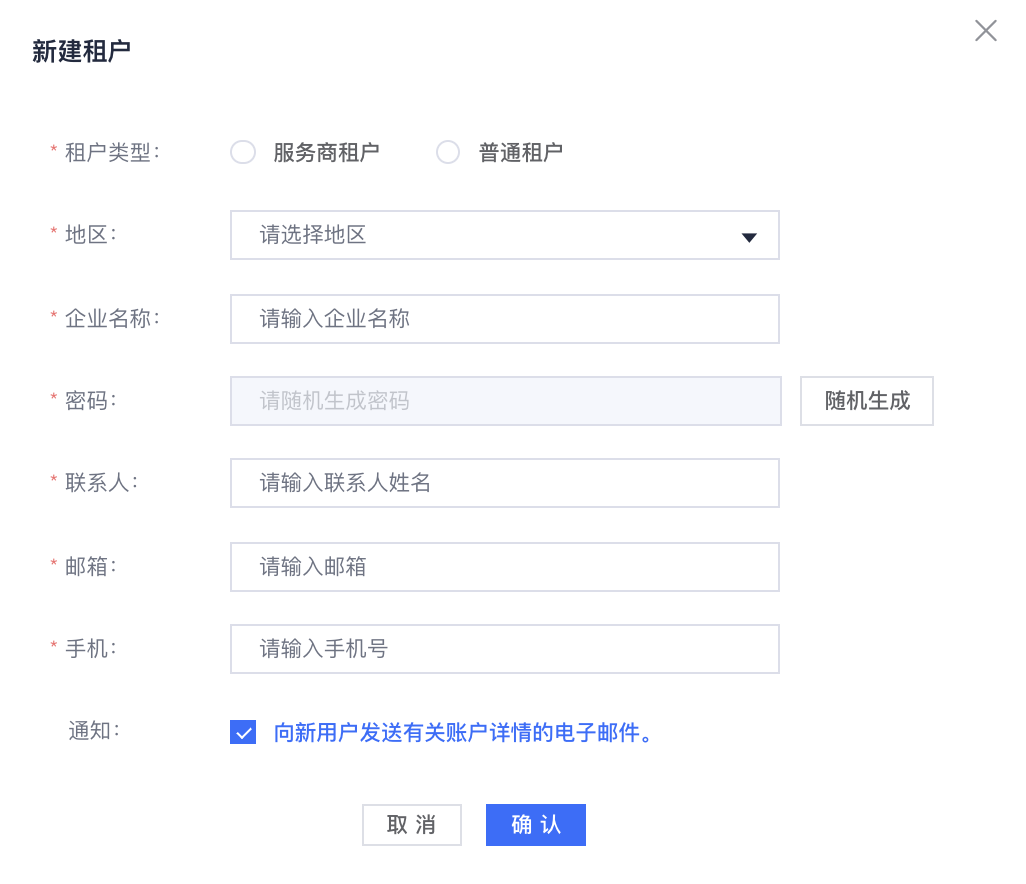 新建租户
* 租户类型: 服务商租户 普通租户
* 地区: 请选择地区
* 企业名称: 请输入企业名称
* 密码: 请随机生成密码 随机生成
* 联系人: 请输入联系人姓名
* 邮箱: 请输入邮箱
* 手机: 请输入手机号
通知: 向新用户发送有关账户详情的电子邮件。
取 消 确 认